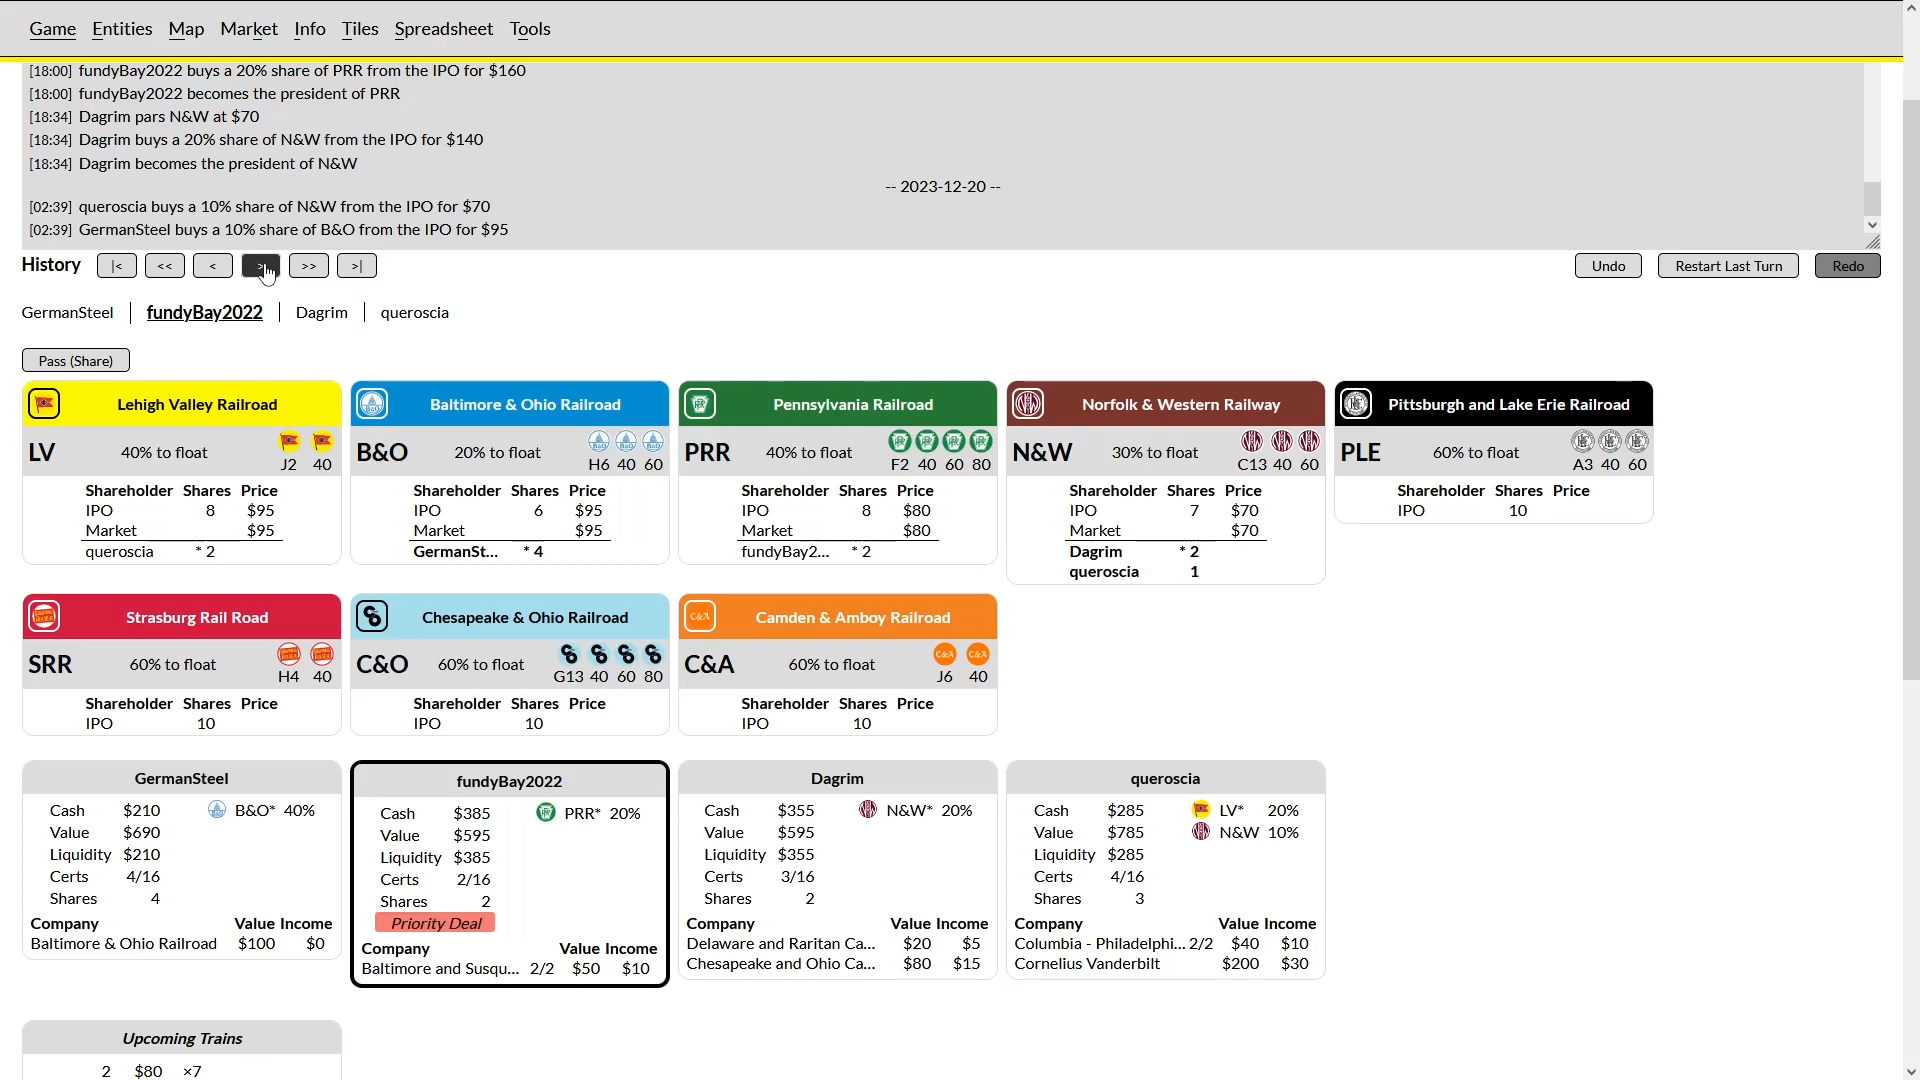 Game Entities Map Market Info Tiles Spreadsheet Tools
[18:00] fundyBay2022 buys a 20% share of PRR from the IPO for $160
[18:00] fundyBay2022 becomes the president of PRR
[18:34] Dagrim pars N&W at $70
[18:34] Dagrim buys a 20% share of N&W from the IPO for $140
[18:34] Dagrim becomes the president of N&W
-- 2023-12-20 --
[02:39] queroscia buys a 10% share of N&W from the IPO for $70
[02:39] GermanSteel buys a 10% share of B&O from the IPO for $95
History |< << < > >> >| Undo Restart Last Turn Redo
GermanSteel fundyBay2022 Dagrim queroscia
Pass (Share)
Lehigh Valley Railroad
LV 40% to float J2 40
Shareholder Shares Price
IPO 8 $95
Market $95
queroscia * 2
Baltimore & Ohio Railroad
B&O 20% to float H6 40 60
Shareholder Shares Price
IPO 6 $95
Market $95
GermanSt... * 4
Pennsylvania Railroad
PRR 40% to float F2 40 60 80
Shareholder Shares Price
IPO 8 $80
Market $80
fundyBay2... * 2
Norfolk & Western Railway
N&W 30% to float C13 40 60
Shareholder Shares Price
IPO 7 $70
Market $70
Dagrim * 2
queroscia 1
Pittsburgh and Lake Erie Railroad
PLE 60% to float A3 40 60
Shareholder Shares Price
IPO 10
Strasburg Rail Road
SRR 60% to float H4 40
Shareholder Shares Price
IPO 10
Chesapeake & Ohio Railroad
C&O 60% to float G13 40 60 80
Shareholder Shares Price
IPO 10
C&A Camden & Amboy Railroad
C&A 60% to float C&A C&A J6 40
Shareholder Shares Price
IPO 10
GermanSteel
Cash $210 B&O* 40%
Value $690
Liquidity $210
Certs 4/16
Shares 4
Company Value Income
Baltimore & Ohio Railroad $100 $0
fundyBay2022
Cash $385 PRR* 20%
Value $595
Liquidity $385
Certs 2/16
Shares 2
Priority Deal
Company Value Income
Baltimore and Susqu... 2/2 $50 $10
Dagrim
Cash $355 N&W* 20%
Value $595
Liquidity $355
Certs 3/16
Shares 2
Company Value Income
Delaware and Raritan Ca... $20 $5
Chesapeake and Ohio Ca... $80 $15
queroscia
Cash $285 LV* 20%
Value $785 N&W 10%
Liquidity $285
Certs 4/16
Shares 3
Company Value Income
Columbia - Philadelphi... 2/2 $40 $10
Cornelius Vanderbilt $200 $30
Upcoming Trains
2 $80 ×7